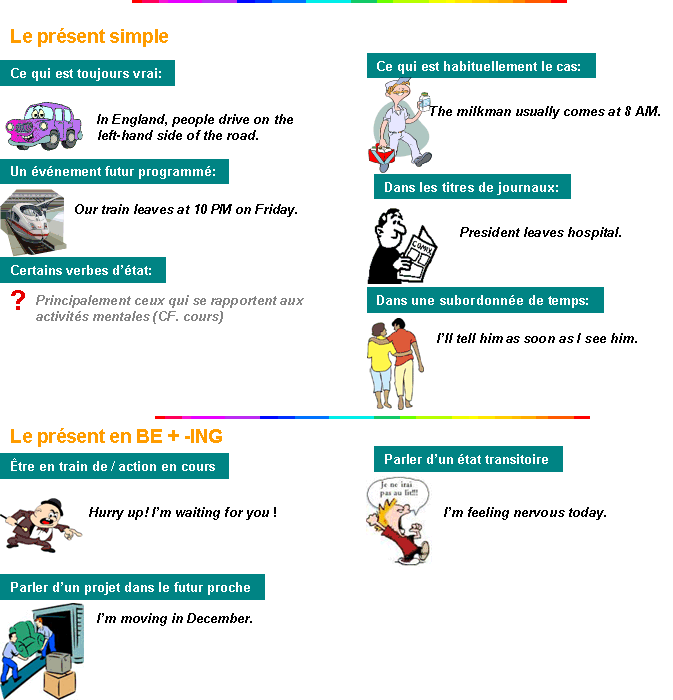 Le présent simple
Ce qui est toujours vrai:
In England, people drive on the
left-hand side of the road.
Un événement futur programmé:
Our train leaves at 10 PM on Friday.
Certains verbes d'état:
? Principalement ceux qui se rapportent aux
activités mentales (CF. cours)
Ce qui est habituellement le cas:
The milkman usually comes at 8 AM.
Dans les titres de journaux:
COMIX
President leaves hospital.
Dans une subordonnée de temps:
I'll tell him as soon as I see him.
Le présent en BE + -ING
Être en train de / action en cours
Hurry up! I'm waiting for you !
Parler d'un état transitoire
Je ne irai
pas au lit!!!
I'm feeling nervous today.
Parler d'un projet dans le futur proche
I'm moving in December.